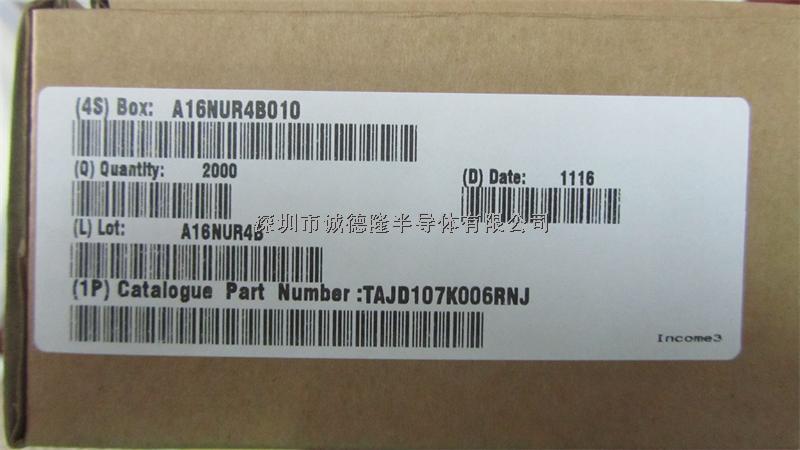 (4S) Box: A16NUR4B010
(Q) Quantity: 2000
(D) Date: 1116
深圳市诚德隆半导体有限公司
(L) Lot: A16NUR4B
(1P) Catalogue Part Number :TAJD107K006RNJ
Income3